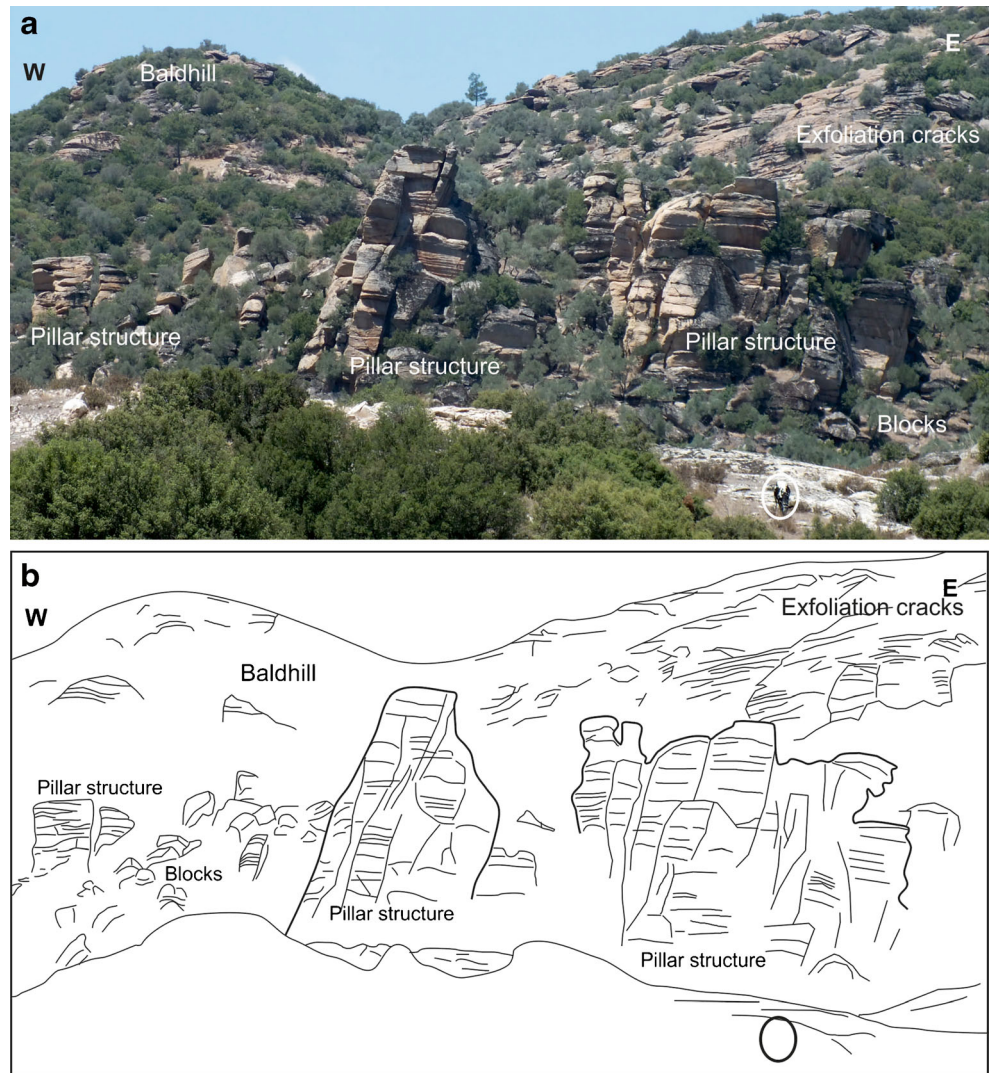 a
W
E
Baldhill
Exfoliation cracks
Pillar structure
Pillar structure
Pillar structure
Blocks
b
W
E
Exfoliation cracks
Baldhill
Pillar structure
Blocks
Pillar structure
Pillar structure